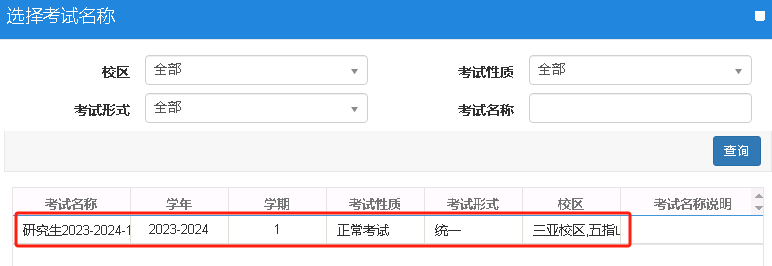 选择考试名称
校区 全部 考试性质 全部
考试形式 全部 考试名称
查询
考试名称 学年 学期 考试性质 考试形式 校区 考试名称说明
研究生2023-2024-1 2023-2024 1 正常考试 统一 三亚校区,五指